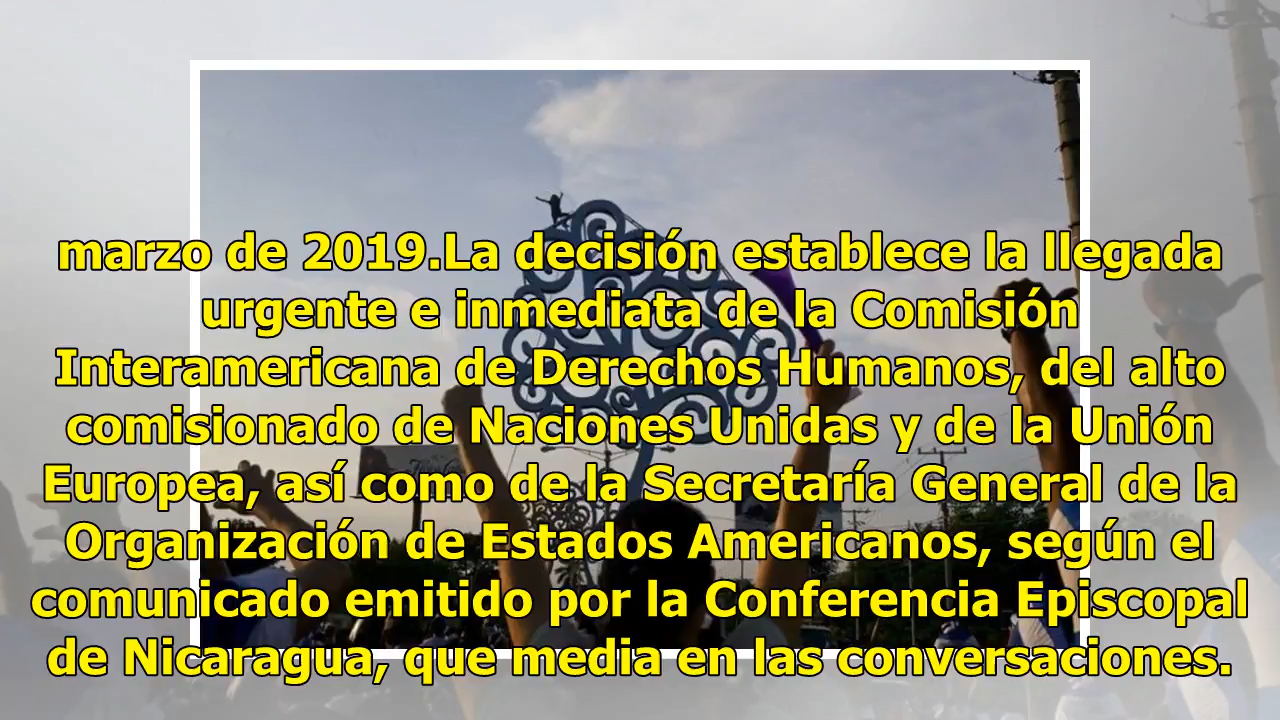 marzo de 2019.La decisión establece la llegada
urgente e inmediata de la Comisión
Interamericana de Derechos Humanos, del alto
comisionado de Naciones Unidas y de la Unión
Europea, así como de la Secretaría General de la
Organización de Estados Americanos, según el
comunicado emitido por la Conferencia Episcopal
de Nicaragua, que media en las conversaciones.